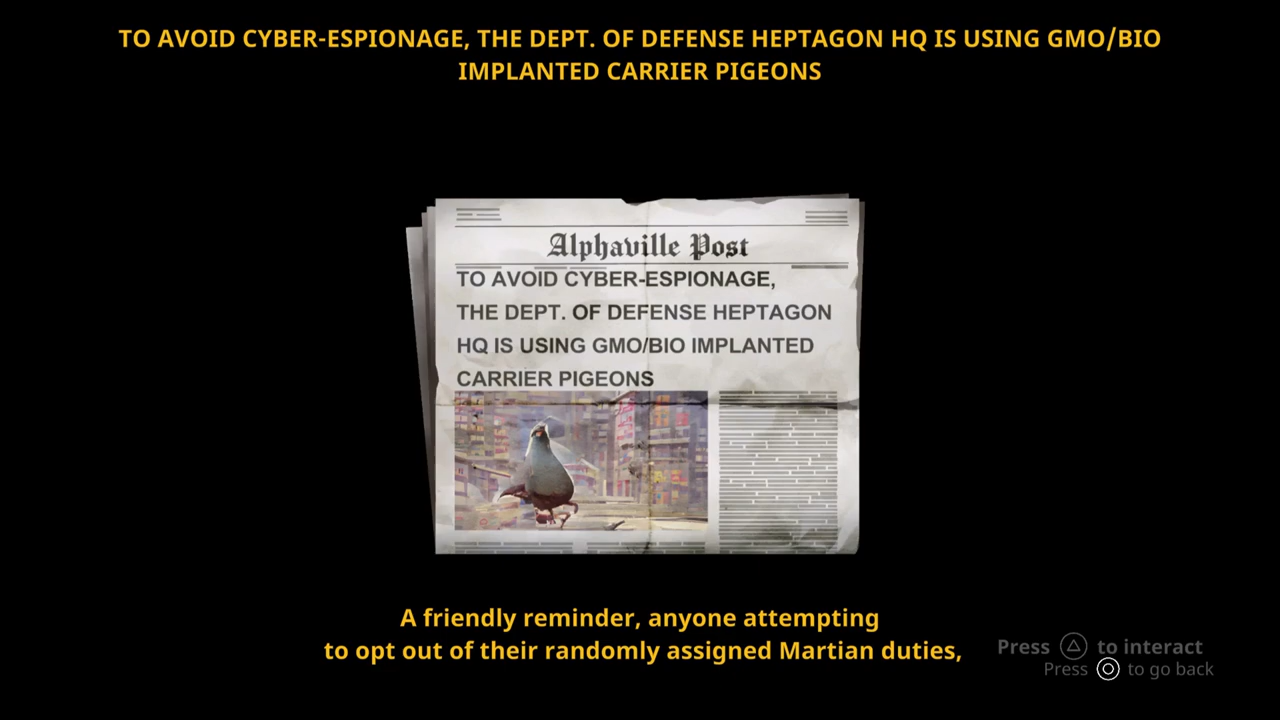 TO AVOID CYBER-ESPIONAGE, THE DEPT. OF DEFENSE HEPTAGON HQ IS USING GMO/BIO
IMPLANTED CARRIER PIGEONS
Alphaville Post
TO AVOID CYBER-ESPIONAGE,
THE DEPT. OF DEFENSE HEPTAGON
HQ IS USING GMO/BIO IMPLANTED
CARRIER PIGEONS
A friendly reminder, anyone attempting
to opt out of their randomly assigned Martian duties,
Press to interact
Press to go back